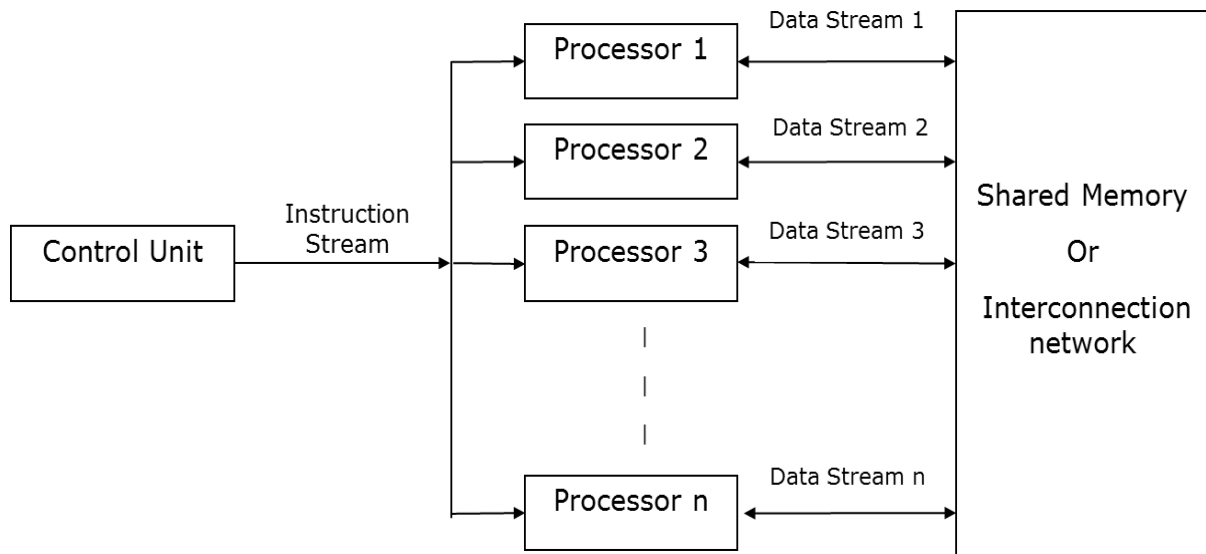 Processor 1
Data Stream 1
Processor 2
Data Stream 2
Instruction
Stream
Control Unit
Processor 3
Data Stream 3
Shared Memory
Or
Interconnection
network
Processor n
Data Stream n